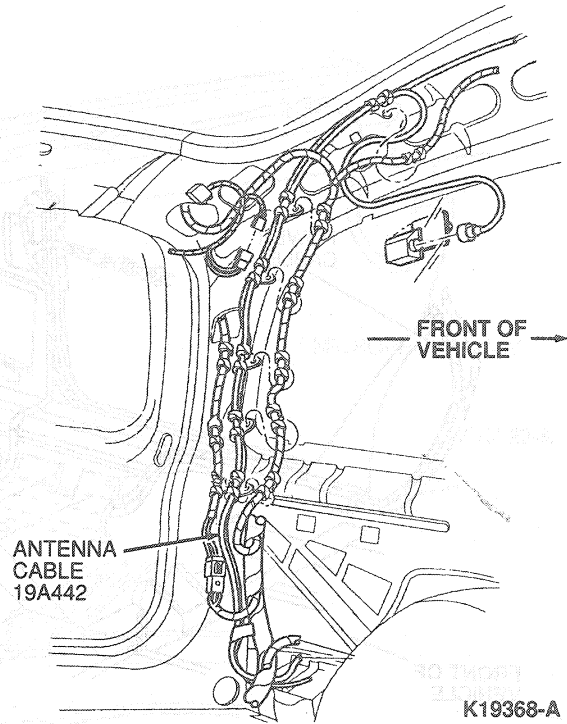 FRONT OF
VEHICLE
ANTENNA
CABLE
19A442
K19368-A